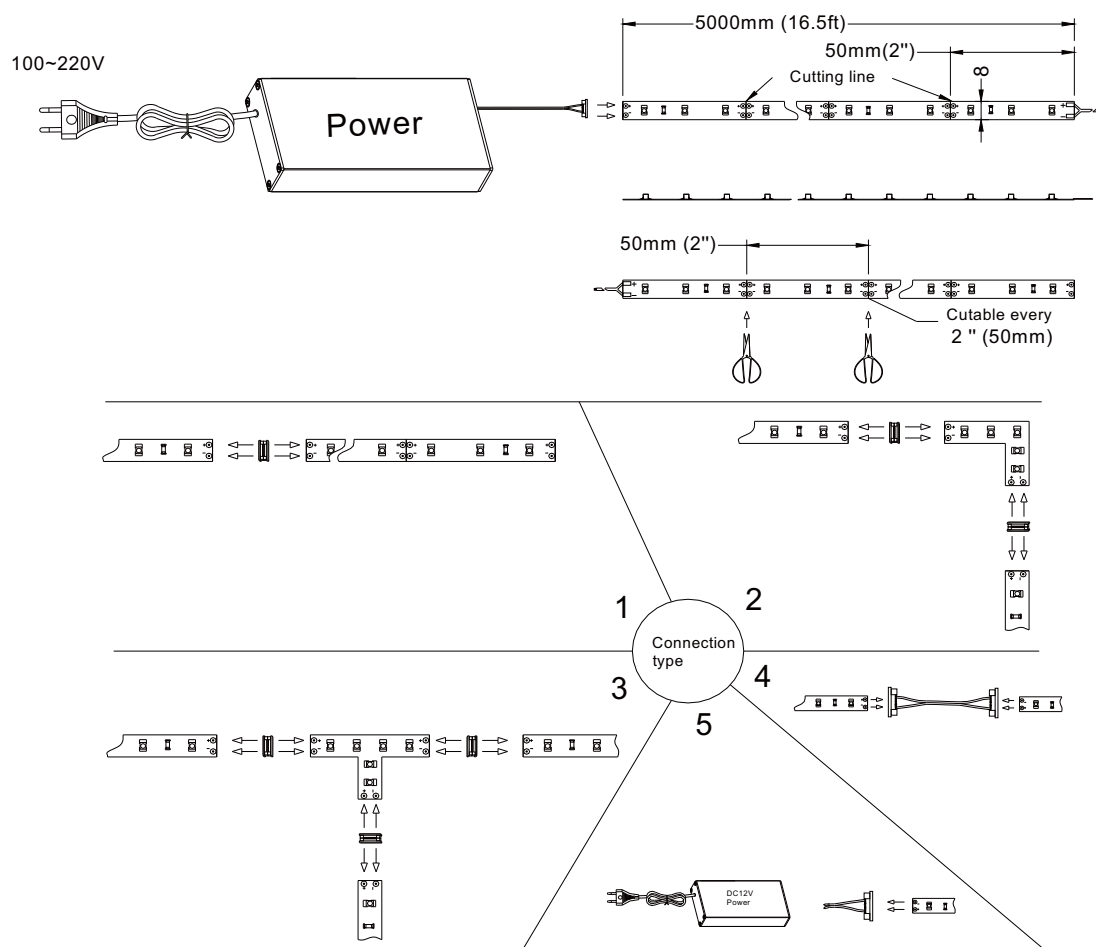 5000mm (16.5ft)
50mm(2")
100~220V
Cutting line
8
Power
50mm (2")
Cutable every
2 " (50mm)
1
2
Connection
type
3
4
5
DC12V
Power